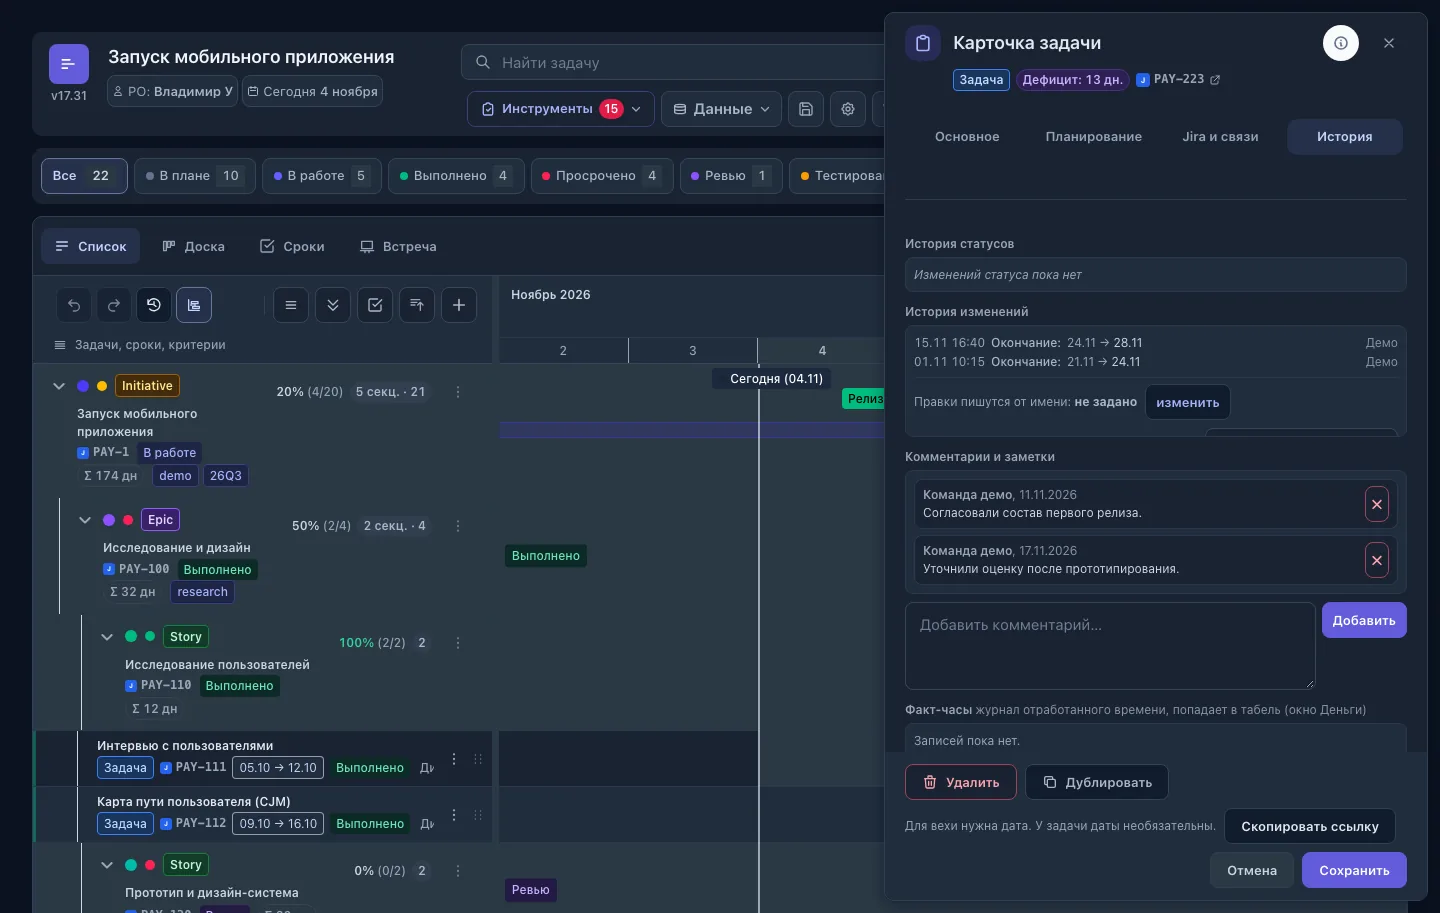 Запуск мобильного приложения
v17.31
PO: Владимир У
Сегодня 4 ноября
Найти задачу
Инструменты 15
Данные
Все 22
В плане 10
В работе 5
Выполнено 4
Просрочено 4
Ревью 1
Список
Доска
Сроки
Встреча
Задачи, сроки, критерии
Ноябрь 2026
2 3 4
Сегодня (04.11)
Initiative
20% (4/20) 5 секц. · 21
Запуск мобильного
приложения
PAY-1 В работе
Σ 174 дн demo 26Q3
Epic
50% (2/4) 2 секц. · 4
Исследование и дизайн
PAY-100 Выполнено
Σ 32 дн research
Выполнено
Story
100% (2/2) 2
Исследование пользователей
PAY-110 Выполнено
Σ 12 дн
Интервью с пользователями
Задача PAY-111 05.10 → 12.10 Выполнено
Карта пути пользователя (CJM)
Задача PAY-112 09.10 → 16.10 Выполнено
Story
0% (0/2) 2
Прототип и дизайн-система
Ревью
Карточка задачи
Задача Дефицит: 13 дн. PAY-223
Основное
Планирование
Jira и связи
История
История статусов
Изменений статуса пока нет
История изменений
15.11 16:40 Окончание: 24.11 → 28.11 Демо
01.11 10:15 Окончание: 21.11 → 24.11 Демо
Правки пишутся от имени: не задано изменить
Комментарии и заметки
Команда демо, 11.11.2026
Согласовали состав первого релиза.
Команда демо, 17.11.2026
Уточнили оценку после прототипирования.
Добавить комментарий...
Добавить
Факт-часы журнал отработанного времени, попадает в табель (окно Деньги)
Записей пока нет.
Удалить
Дублировать
Для вехи нужна дата. У задачи даты необязательны.
Скопировать ссылку
Отмена
Сохранить